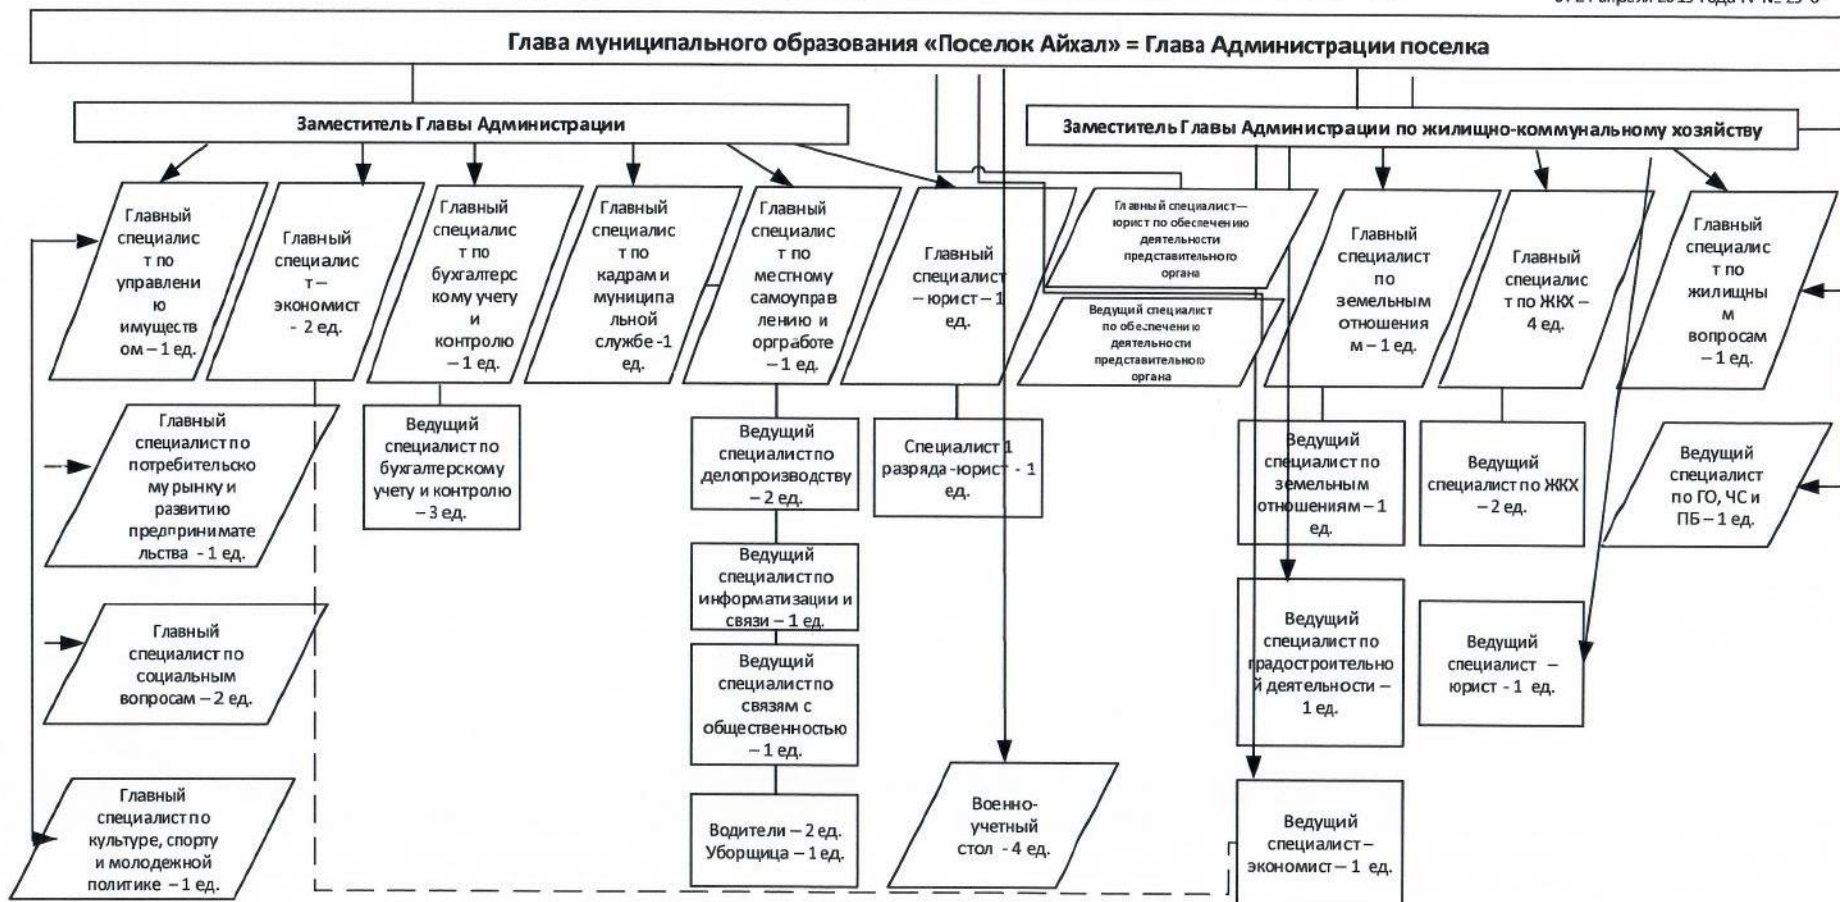 от 24 апреля 2013 года IV-№ 29-6
Глава муниципального образования «Поселок Айхал» = Глава Администрации поселка
Заместитель Главы Администрации
Заместитель Главы Администрации по жилищно-коммунальному хозяйству
Главный
специалис
т по
управлени
ю
имуществ
ом – 1 ед.
Главный
специалис
т –
экономист
- 2 ед.
Главный
специалис
т по
бухгалтерс
кому учету
и
контролю
– 1 ед.
Главный
специалис
т по
кадрам и
муниципа
льной
службе -1
ед.
Главный
специалис
т по
местному
самоуправ
лению и
оргработе
– 1 ед.
Главный
специалист
– юрист – 1
ед.
Главный специалист—
юрист по обеспечению
деятельности
представительного
органа
Ведущий специалист
по обеспечению
деятельности
представительного
органа
Главный
специалист
по
земельным
отношения
м – 1 ед.
Главный
специалис
т по ЖКХ –
4 ед.
Главный
специалис
т по
жилищны
м
вопросам
– 1 ед.
Главный
специалист по
потребительско
му рынку и
развитию
предпринимате
льства - 1 ед.
Ведущий
специалист по
бухгалтерскому
учету и контролю
– 3 ед.
Ведущий
специалист по
делопроизводству
– 2 ед.
Специалист 1
разряда -юрист - 1
ед.
Ведущий
специалист по
земельным
отношениям – 1
ед.
Ведущий
специалист по ЖКХ
– 2 ед.
Ведущий
специалист
по ГО, ЧС и
ПБ – 1 ед.
Ведущий
специалист по
информатизации и
связи – 1 ед.
Главный
специалист по
социальным
вопросам – 2 ед.
Ведущий
специалист по
связям с
общественностью
– 1 ед.
Ведущий
специалист по
градостроительно
й деятельности –
1 ед.
Ведущий
специалист –
юрист - 1 ед.
Главный
специалист по
культуре, спорту
и молодежной
политике – 1 ед.
Водители – 2 ед.
Уборщица – 1 ед.
Военно-
учетный
стол - 4 ед.
Ведущий
специалист –
экономист – 1 ед.